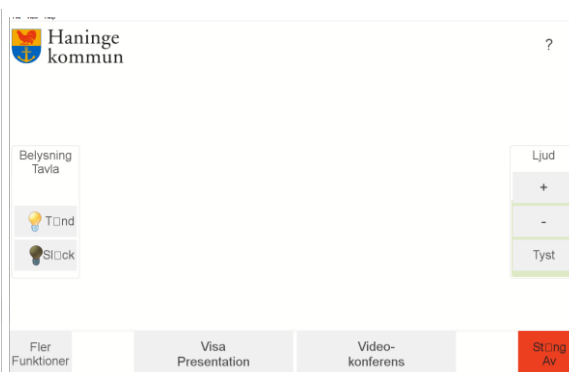 Haninge
kommun
?
Belysning
Tavla
T□nd
Sl□ck
Ljud
+
-
Tyst
Fler
Funktioner
Visa
Presentation
Video-
konferens
St□ng
Av